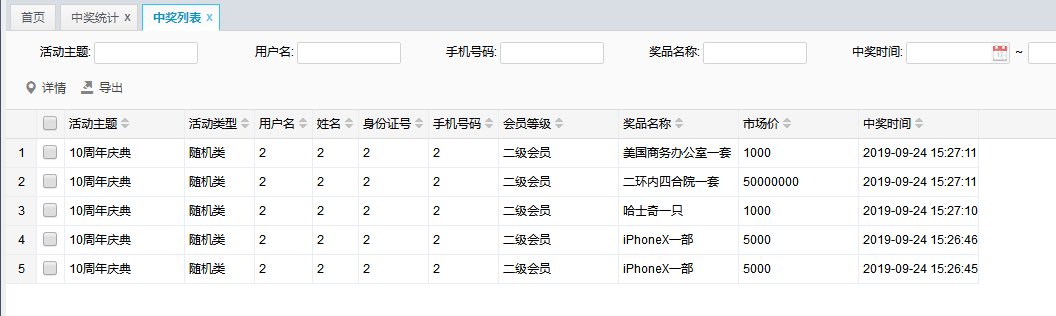 首页 中奖统计 x 中奖列表 x
活动主题: 用户名: 手机号码: 奖品名称: 中奖时间: ~
详情 导出
活动主题 活动类型 用户名 姓名 身份证号 手机号码 会员等级 奖品名称 市场价 中奖时间
1 10周年庆典 随机类 2 2 2 2 二级会员 美国商务办公室一套 1000 2019-09-24 15:27:11
2 10周年庆典 随机类 2 2 2 2 二级会员 二环内四合院一套 50000000 2019-09-24 15:27:11
3 10周年庆典 随机类 2 2 2 2 二级会员 哈士奇一只 1000 2019-09-24 15:27:10
4 10周年庆典 随机类 2 2 2 2 二级会员 iPhoneX一部 5000 2019-09-24 15:26:46
5 10周年庆典 随机类 2 2 2 2 二级会员 iPhoneX一部 5000 2019-09-24 15:26:45